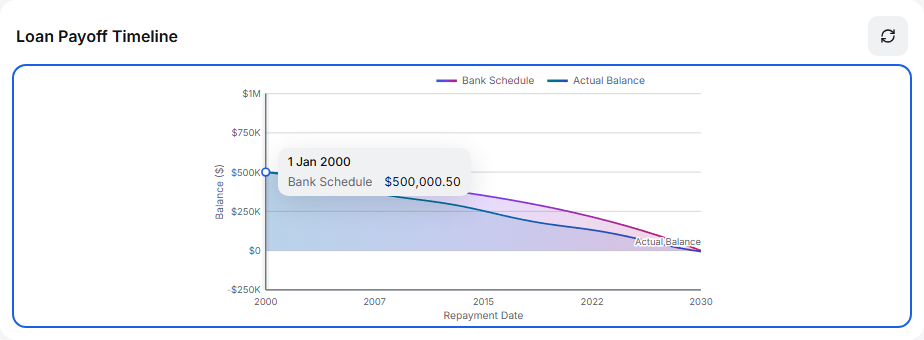 Loan Payoff Timeline
Bank Schedule Actual Balance
$1M
$750K
$500K
$250K
$0
-$250K
Balance ($)
1 Jan 2000
Bank Schedule $500,000.50
Actual Balance
2000 2007 2015 2022 2030
Repayment Date